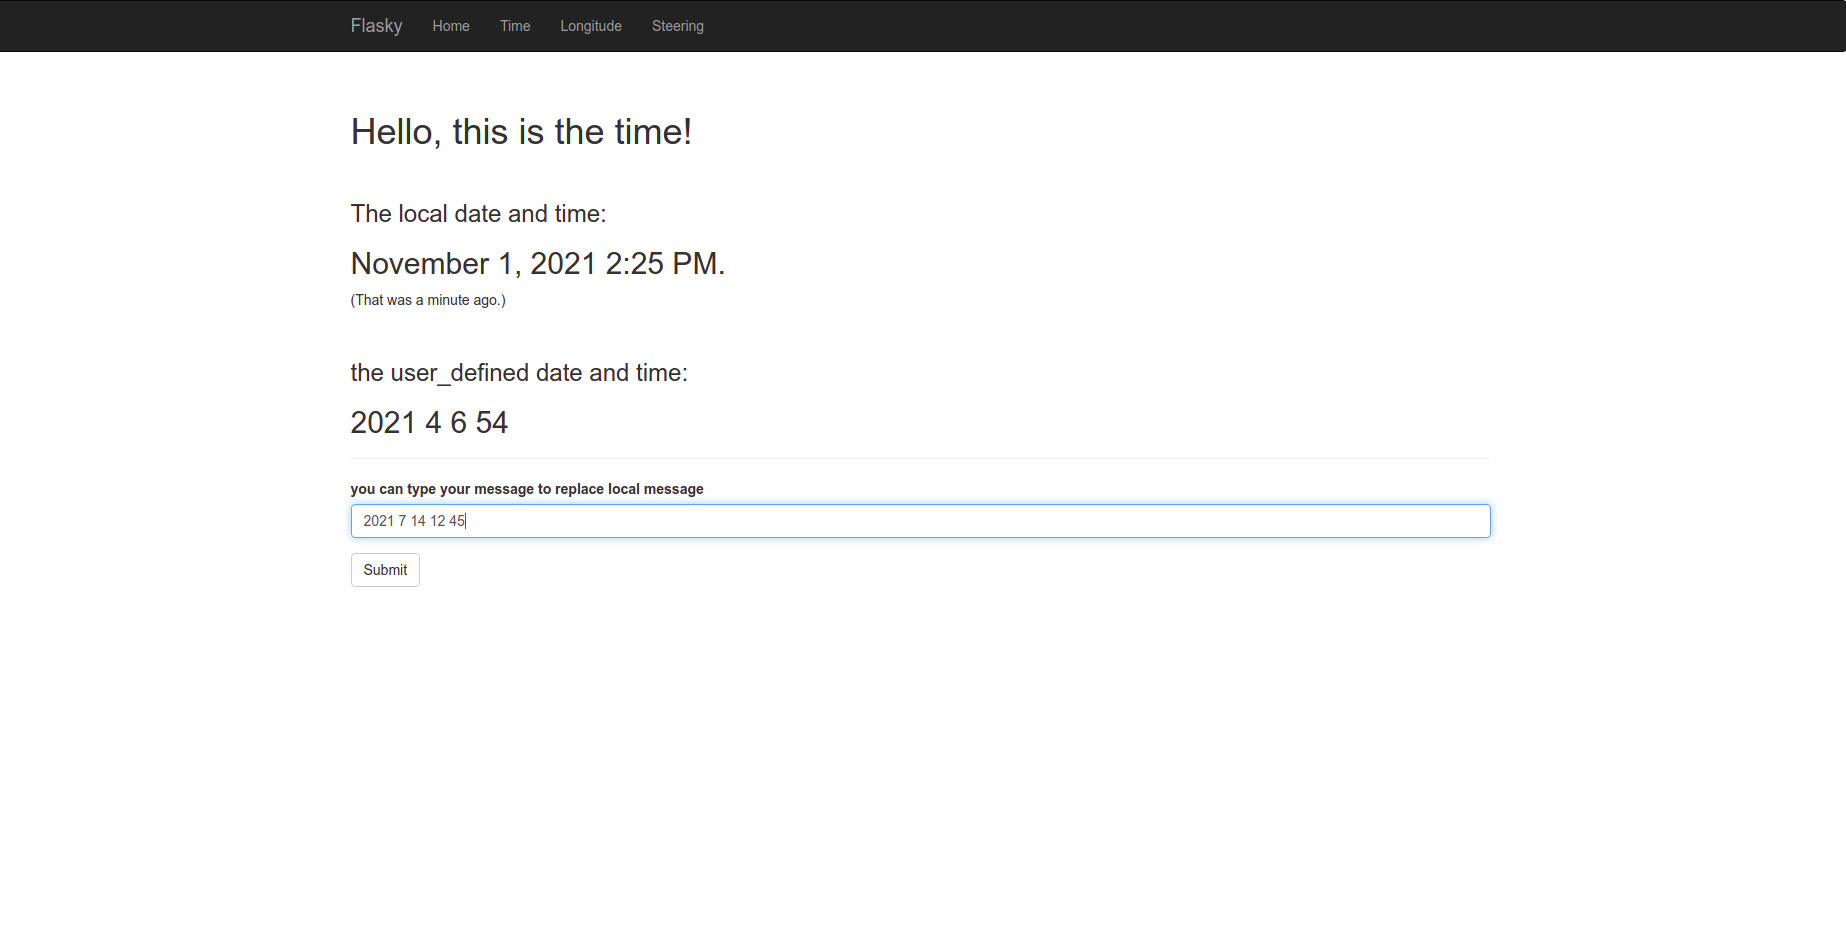 Flasky Home Time Longitude Steering
Hello, this is the time!
The local date and time:
November 1, 2021 2:25 PM.
(That was a minute ago.)
the user_defined date and time:
2021 4 6 54
you can type your message to replace local message
2021 7 14 12 45
Submit